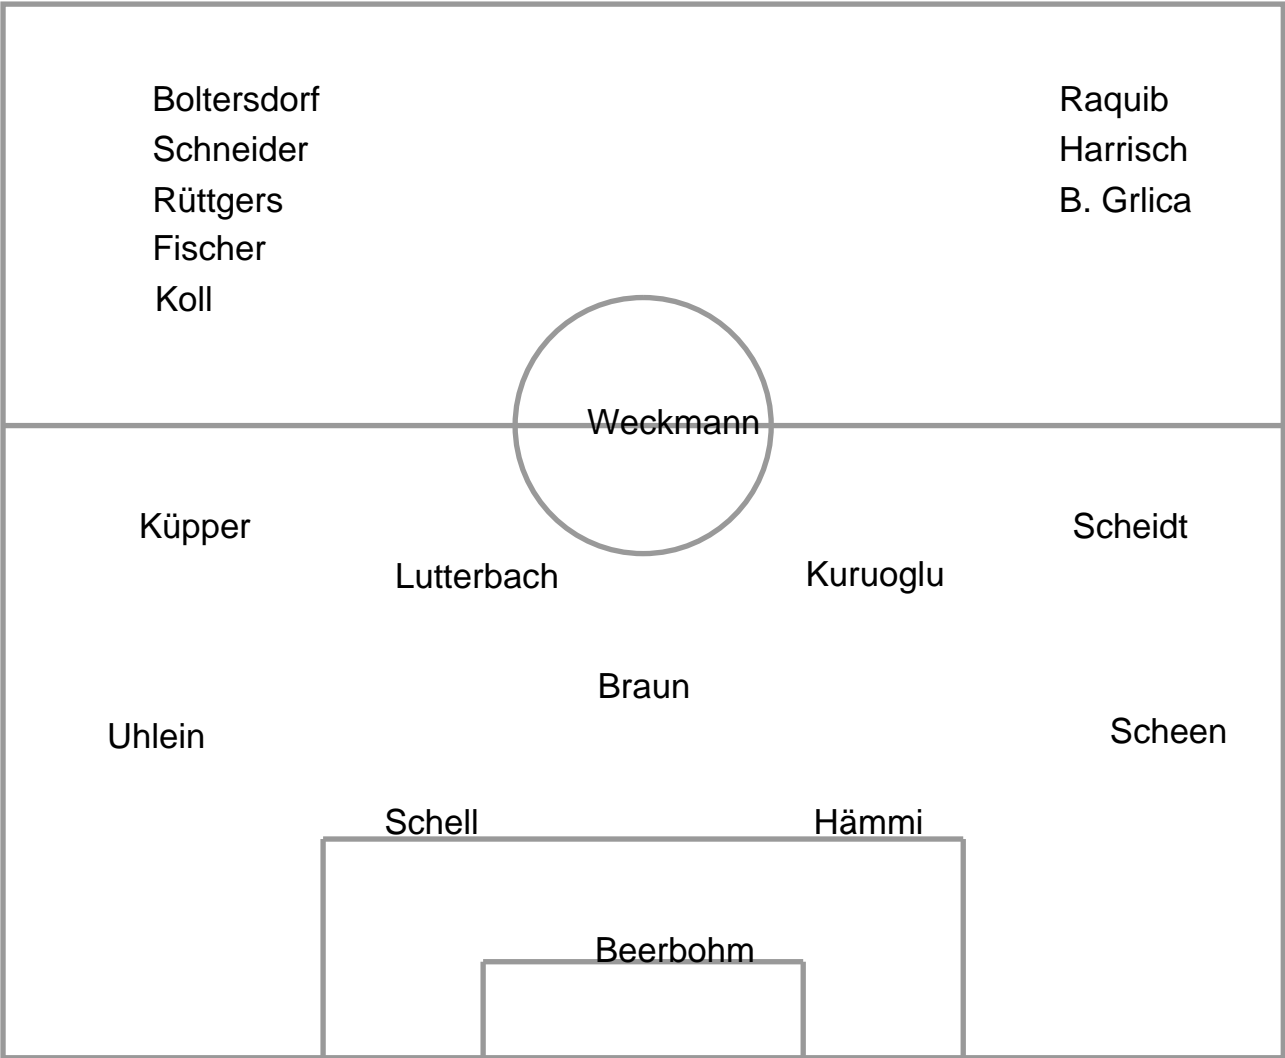 Boltersdorf
Schneider
Rüttgers
Fischer
Koll
Raquib
Harrisch
B. Grlica
Weckmann
Küpper
Scheidt
Lutterbach
Kuruoglu
Braun
Uhlein
Scheen
Schell
Hämmi
Beerbohm